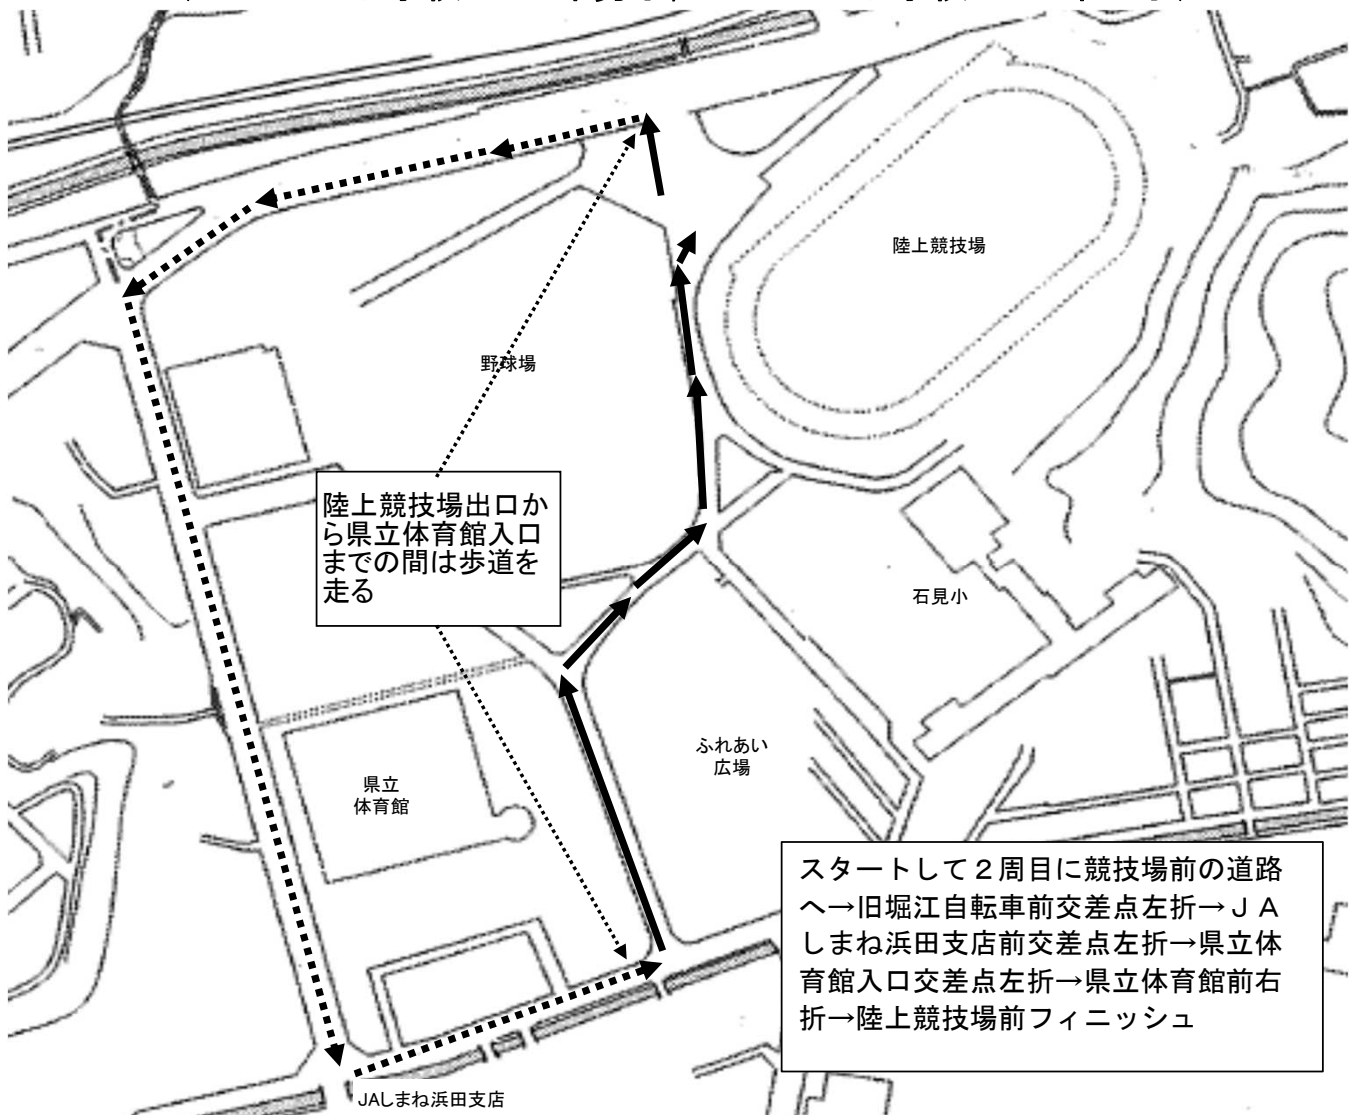 陸上競技場
野球場
陸上競技場出口か
ら県立体育館入口
までの間は歩道を
走る
石見小
ふれあい
広場
県立
体育館
スタートして２周目に競技場前の道路
へ→旧堀江自転車前交差点左折→ＪＡ
しまね浜田支店前交差点左折→県立体
育館入口交差点左折→県立体育館前右
折→陸上競技場前フィニッシュ
JAしまね浜田支店